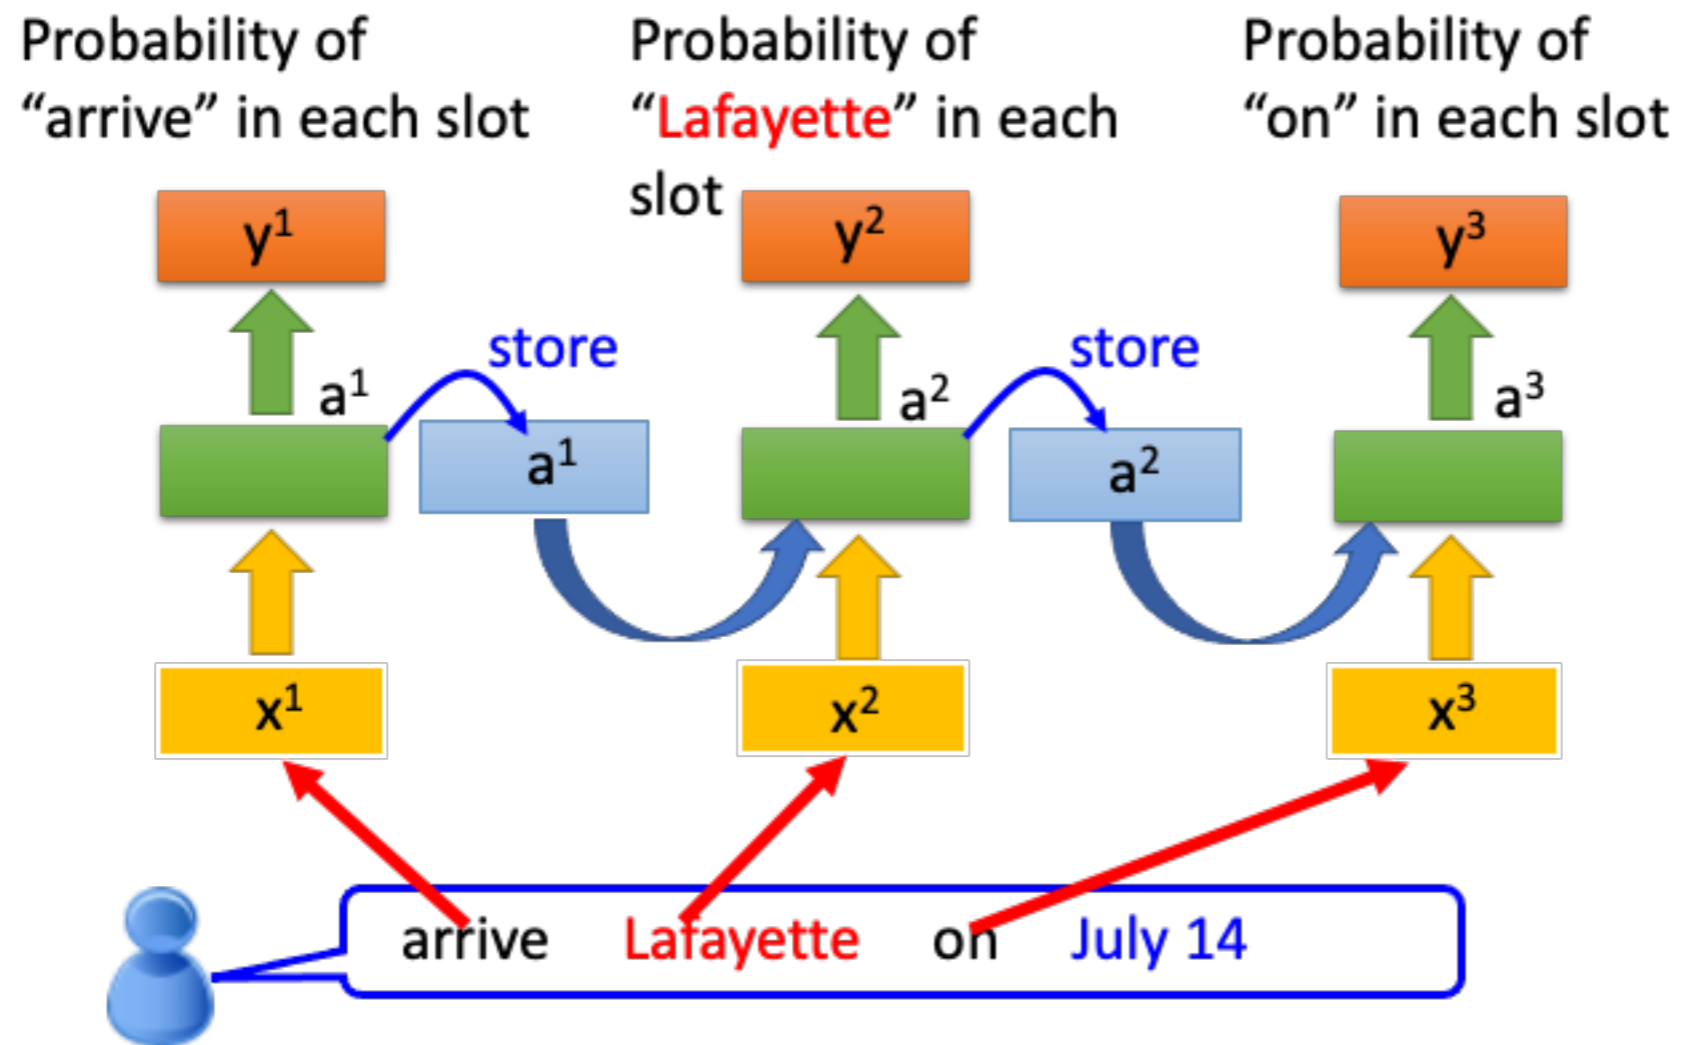 Probability of
“arrive” in each slot
Probability of
“Lafayette” in each
slot
Probability of
“on” in each slot
y¹
y²
y³
store
store
a¹
a²
a³
a¹
a²
x¹
x²
x³
arrive Lafayette on July 14